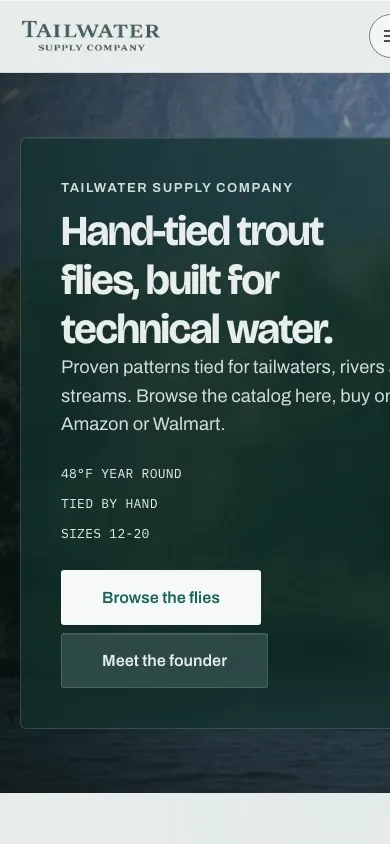 TAILWATER
SUPPLY COMPANY
TAILWATER SUPPLY COMPANY
Hand-tied trout
flies, built for
technical water.
Proven patterns tied for tailwaters, rivers
streams. Browse the catalog here, buy
Amazon or Walmart.
48°F YEAR ROUND
TIED BY HAND
SIZES 12-20
Browse the flies
Meet the founder